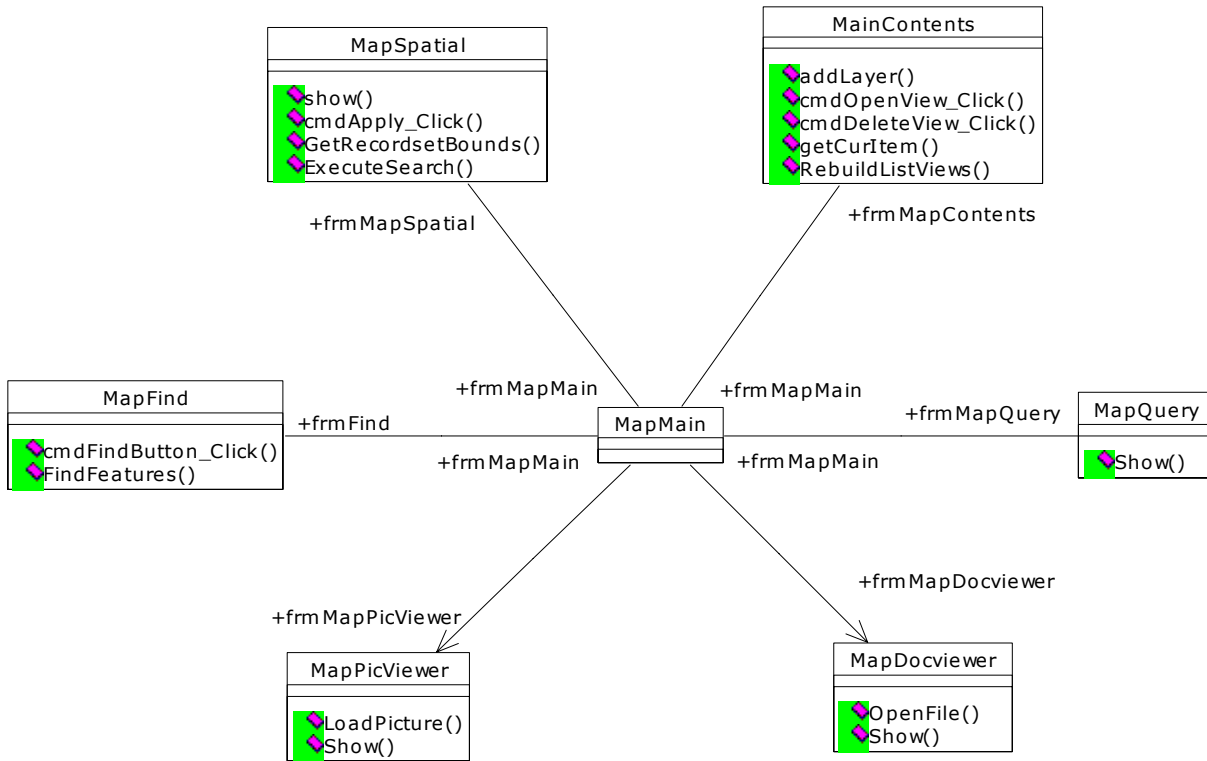 MapSpatial
show()
cmdApply_Click()
GetRecordsetBounds()
ExecuteSearch()
MainContents
addLayer()
cmdOpenView_Click()
cmdDeleteView_Click()
getCurItem()
RebuildListViews()
+frmMapSpatial
+frmMapContents
MapFind
cmdFindButton_Click()
FindFeatures()
+frmFind
+frmMapMain
+frmMapMain
MapMain
+frmMapMain
+frmMapMain
+frmMapQuery
MapQuery
Show()
+frmMapPicViewer
+frmMapDocviewer
MapPicViewer
LoadPicture()
Show()
MapDocviewer
OpenFile()
Show()